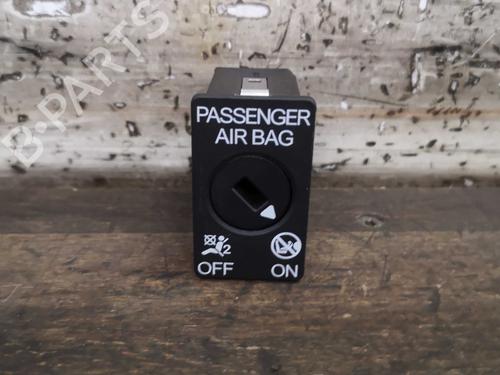 B-PARTS
PASSENGER
AIR BAG
2
OFF ON